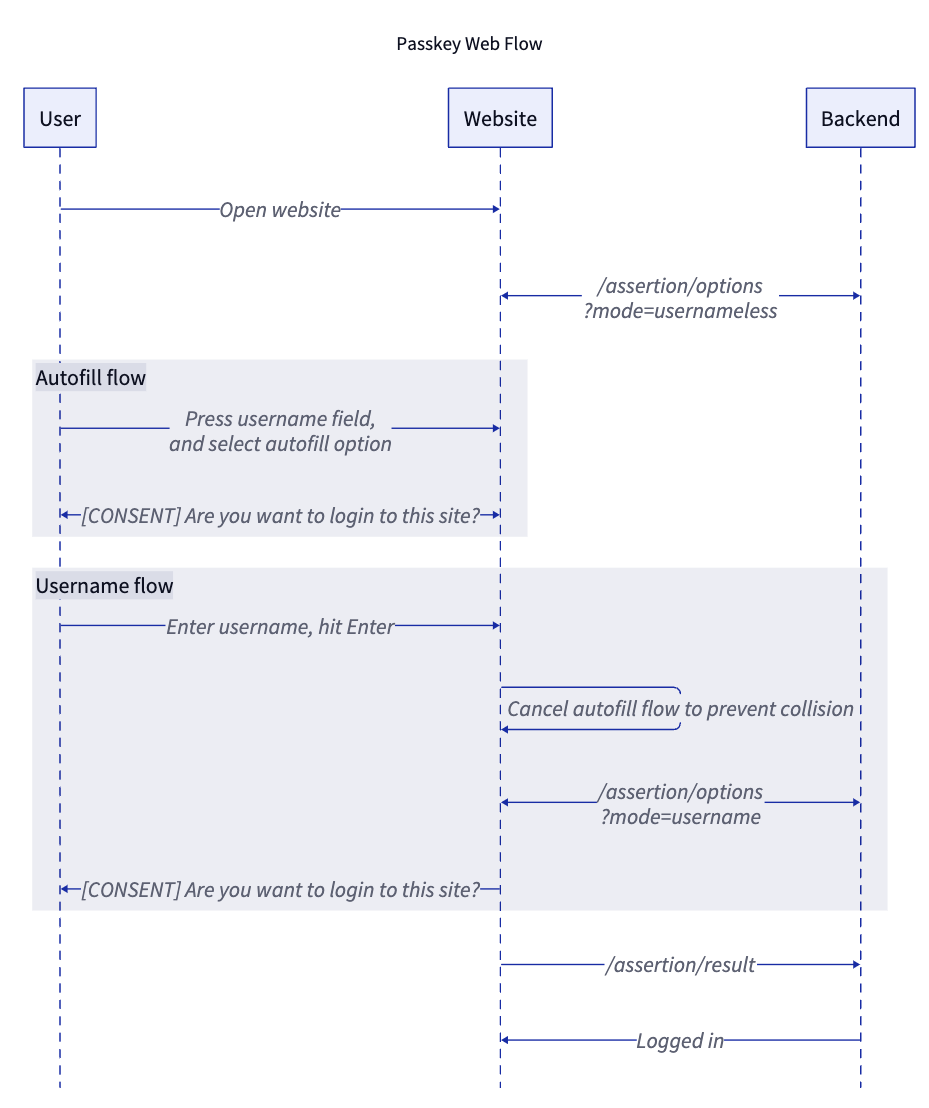 Passkey Web Flow
User
Website
Backend
Open website
/assertion/options
?mode=usernameless
Autofill flow
Press username field,
and select autofill option
[CONSENT] Are you want to login to this site?
Username flow
Enter username, hit Enter
Cancel autofill flow to prevent collision
/assertion/options
?mode=username
[CONSENT] Are you want to login to this site?
/assertion/result
Logged in